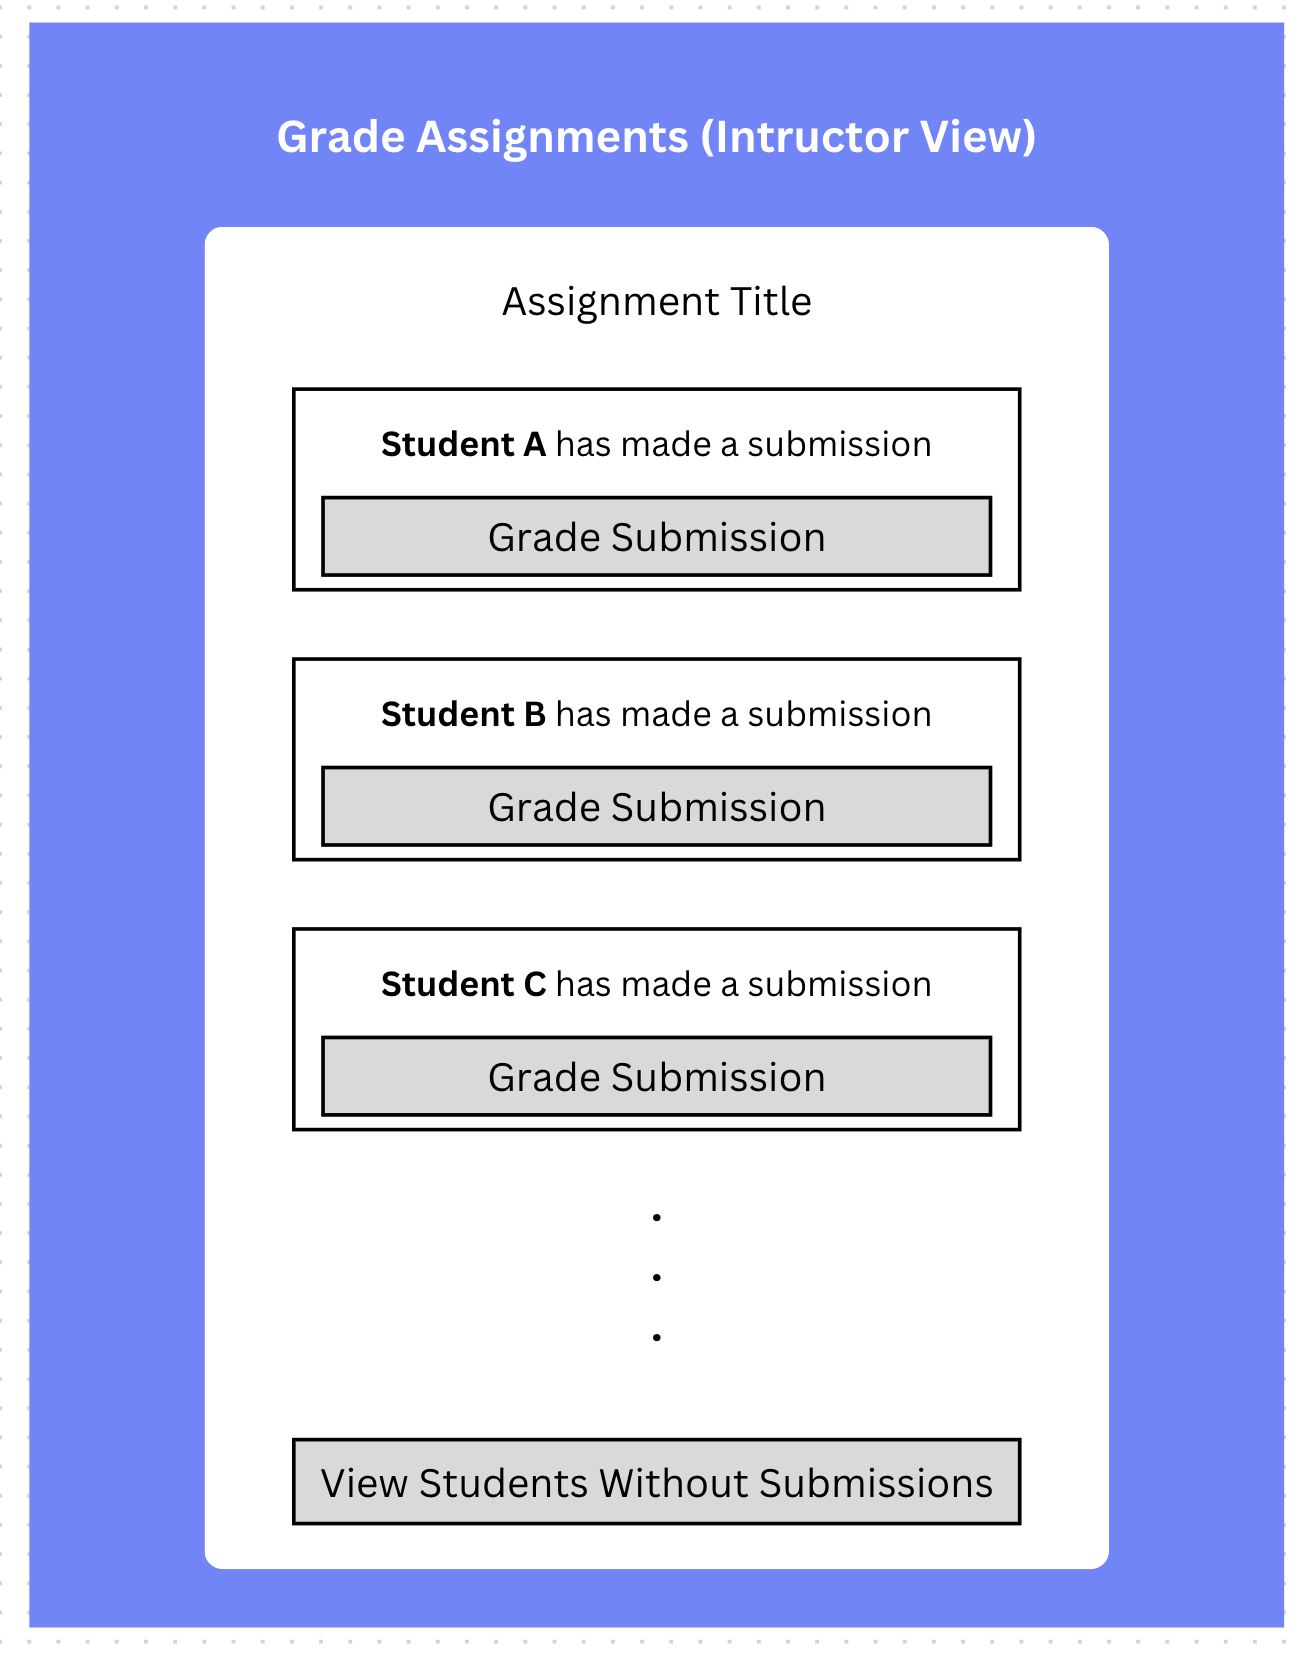 Grade Assignments (Intructor View)
Assignment Title
Student A has made a submission
Grade Submission
Student B has made a submission
Grade Submission
Student C has made a submission
Grade Submission
.
.
.
View Students Without Submissions